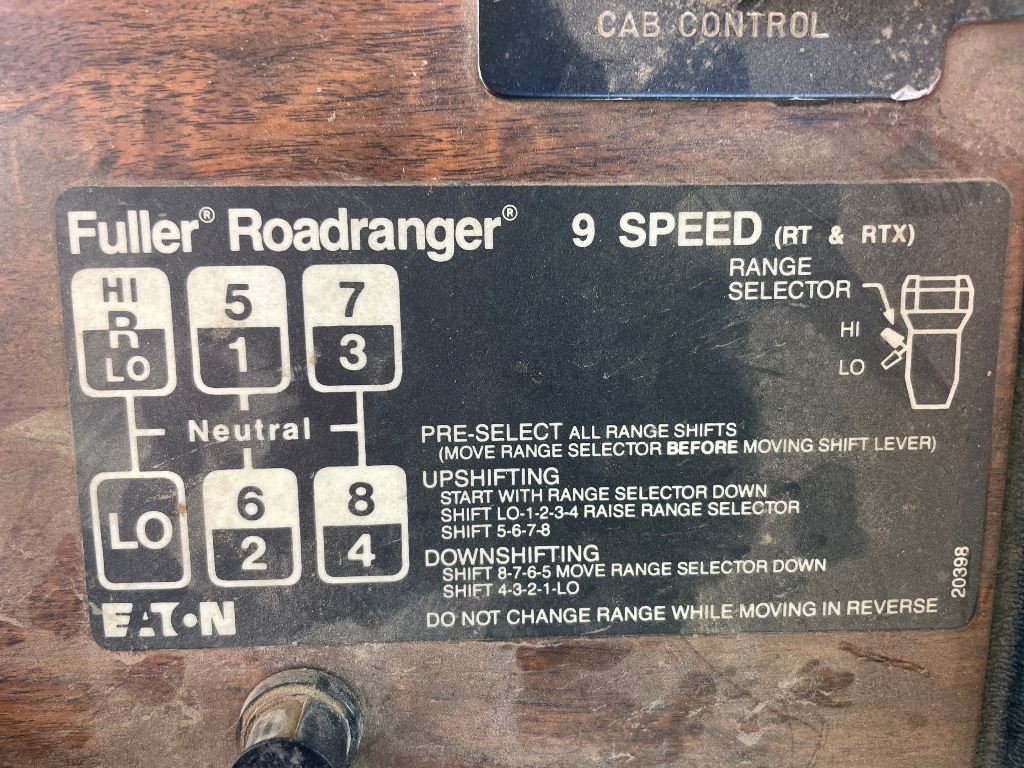 CAB CONTROL
Fuller® Roadranger® 9 SPEED (RT & RTX)
HI
R
LO
5
1
7
3
Neutral
LO
6
2
8
4
RANGE
SELECTOR
HI
LO
PRE-SELECT ALL RANGE SHIFTS
(MOVE RANGE SELECTOR BEFORE MOVING SHIFT LEVER)
UPSHIFTING
START WITH RANGE SELECTOR DOWN
SHIFT LO-1-2-3-4 RAISE RANGE SELECTOR
SHIFT 5-6-7-8
DOWNSHIFTING
SHIFT 8-7-6-5 MOVE RANGE SELECTOR DOWN
SHIFT 4-3-2-1-LO
DO NOT CHANGE RANGE WHILE MOVING IN REVERSE
20398
EATON